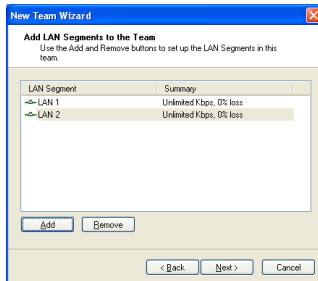 New Team Wizard
Add LAN Segments to the Team
Use the Add and Remove buttons to set up the LAN Segments in this
team.
LAN Segment Summary
LAN 1 Unlimited Kbps, 0% loss
LAN 2 Unlimited Kbps, 0% loss
Add Remove
< Back Next > Cancel